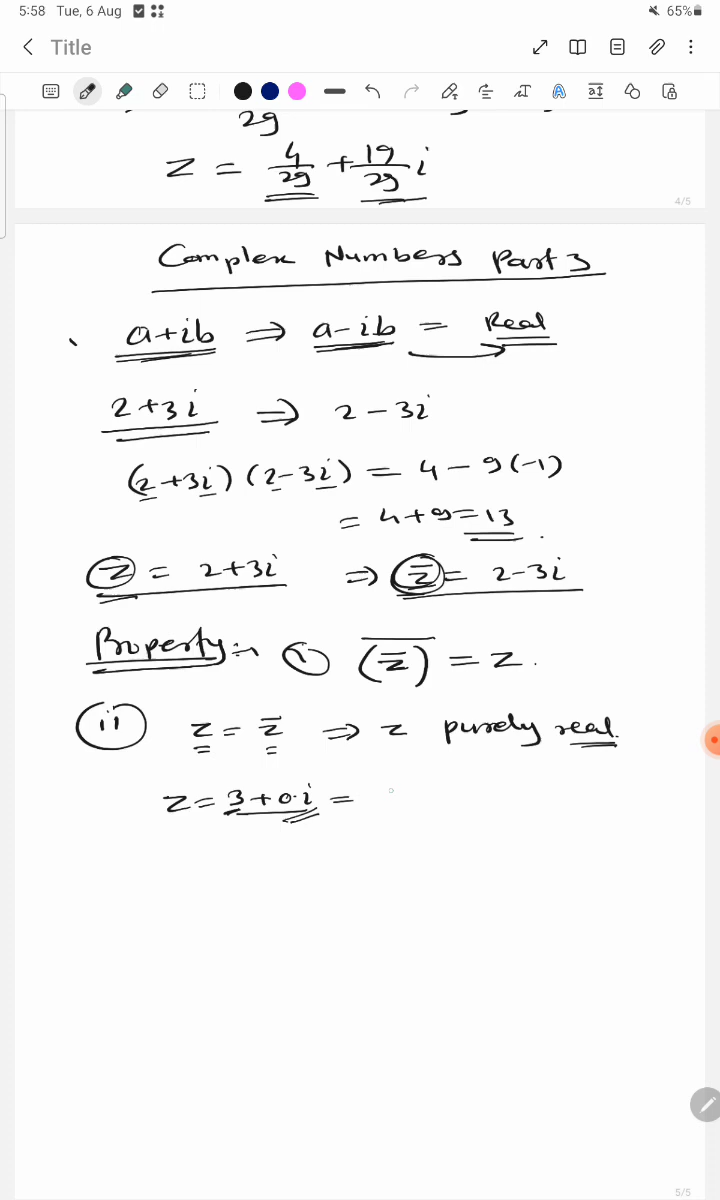 5:58 Tue, 6 Aug 65%
Title
29
Z = 4/29 + 19/29 i
4/5
Complex Numbers Part 3
a+ib ⇒ a-ib = Real
2+3i ⇒ 2-3i
(2+3i)(2-3i) = 4-9(-1)
= 4+9=13.
z = 2+3i ⇒ z̅ = 2-3i
Property:- (i) \overline{(z̅)} = z.
(ii) z = z̅ ⇒ z purely real.
z = 3+0·i =
5/5